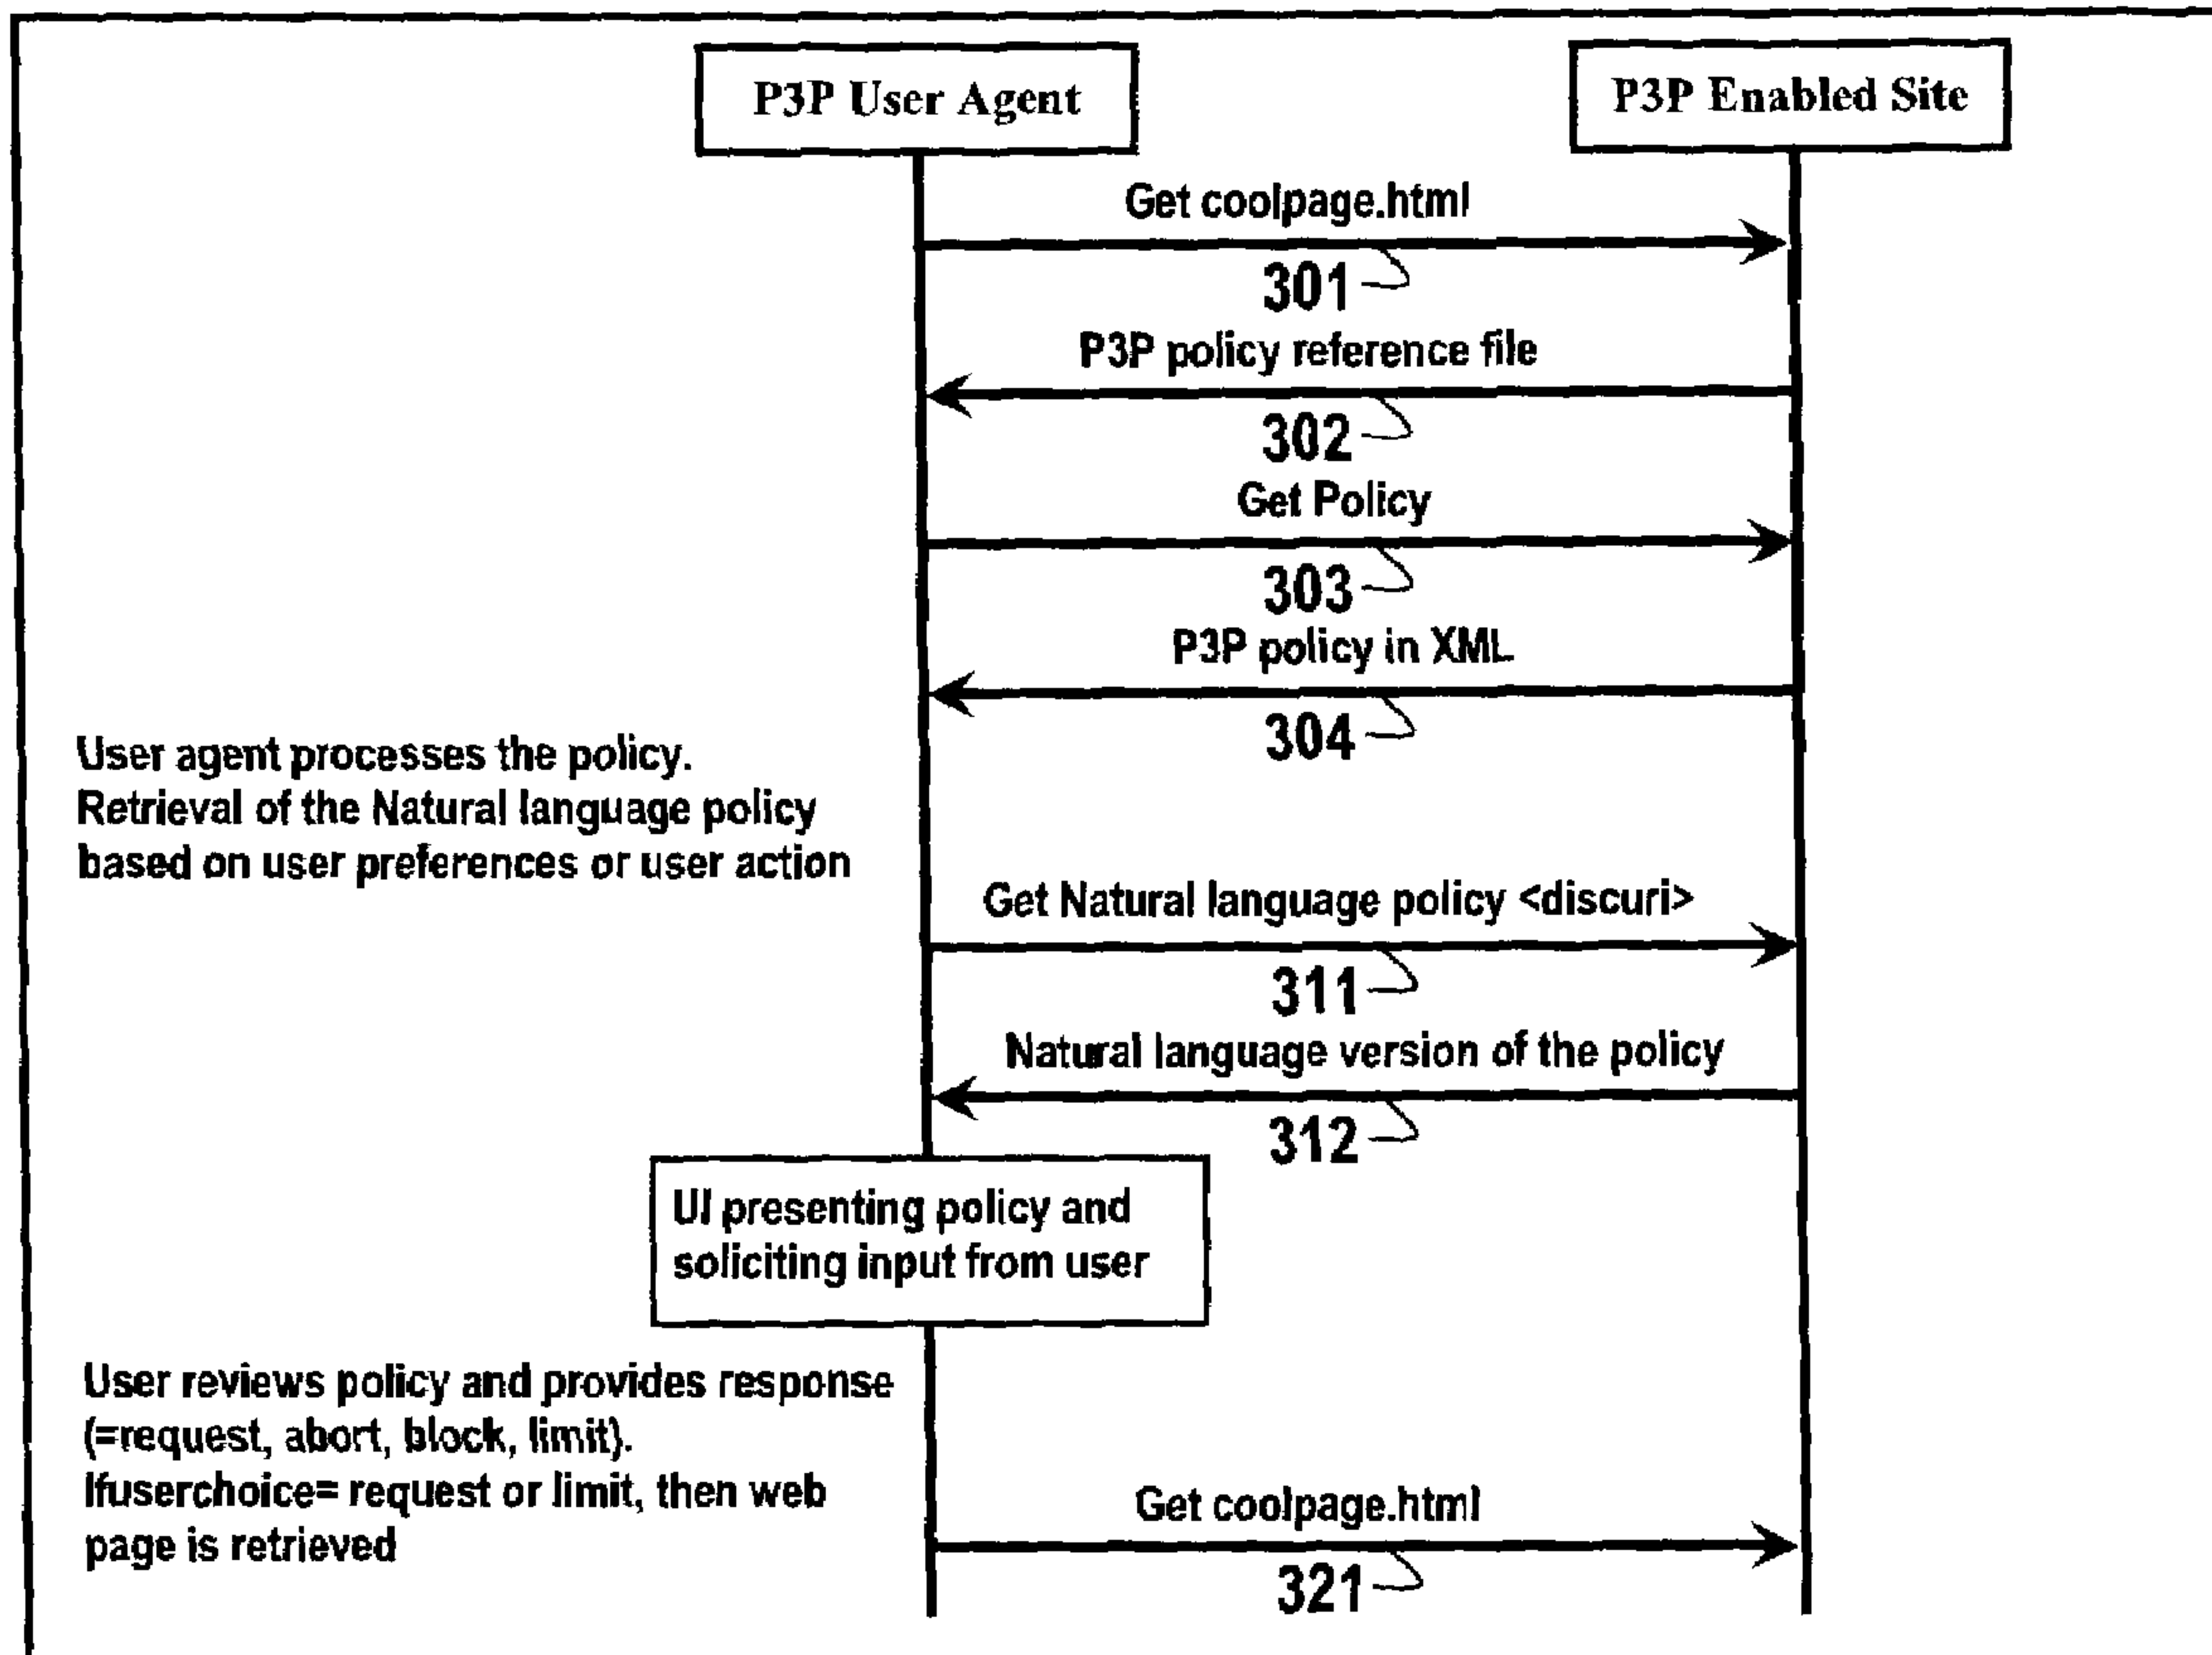 P3P User Agent
P3P Enabled Site
Get coolpage.html
301
P3P policy reference file
302
Get Policy
303
P3P policy in XML
304
User agent processes the policy.
Retrieval of the Natural language policy
based on user preferences or user action
Get Natural language policy <discuri>
311
Natural language version of the policy
312
UI presenting policy and
soliciting input from user
User reviews policy and provides response
(=request, abort, block, limit).
Ifuserchoice= request or limit, then web
page is retrieved
Get coolpage.html
321